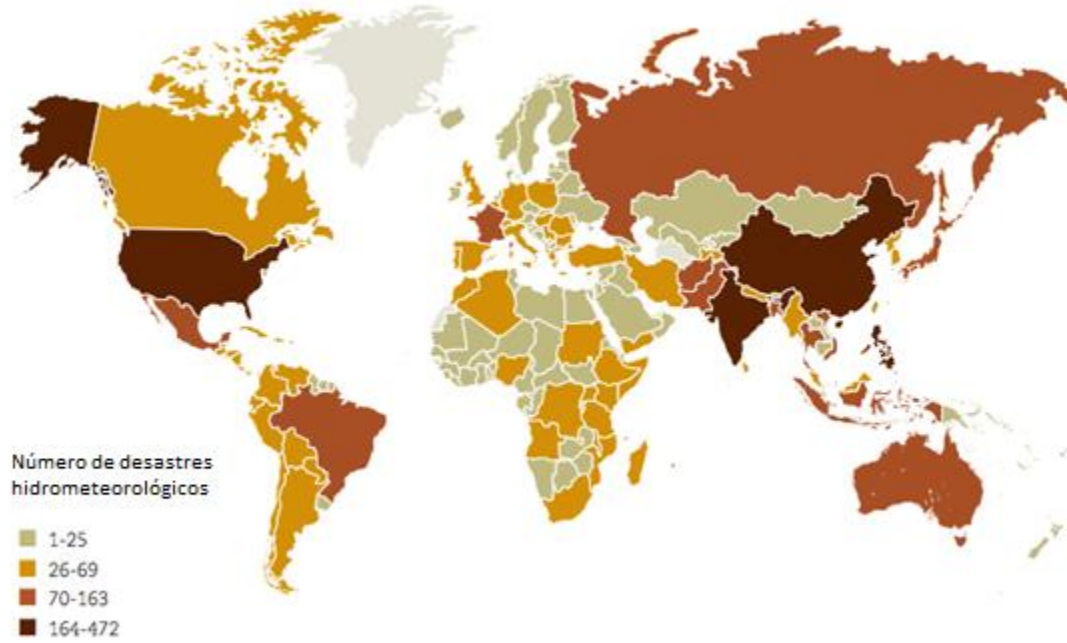 Número de desastres
hidrometeorológicos
1-25
26-69
70-163
164-472